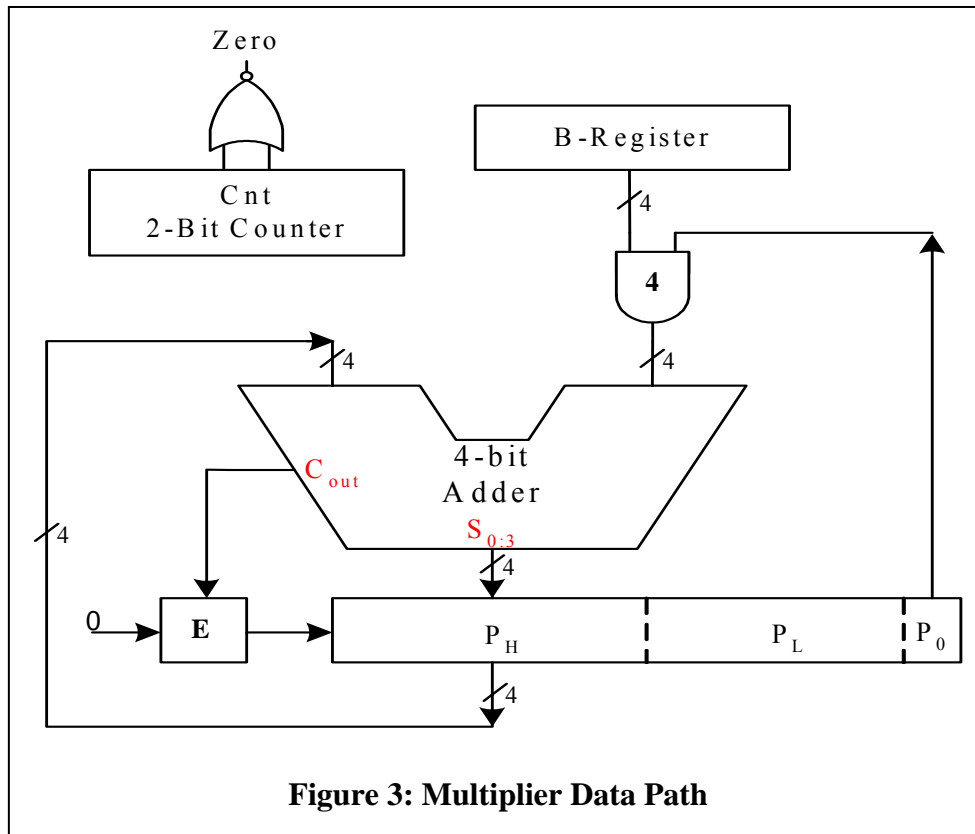 Zero
B-Register
Cnt
2-Bit Counter
4
4
4
4
4-bit
Adder
Cout
S0:3
4
4
0
E
PH
PL
P0
4
Figure 3: Multiplier Data Path